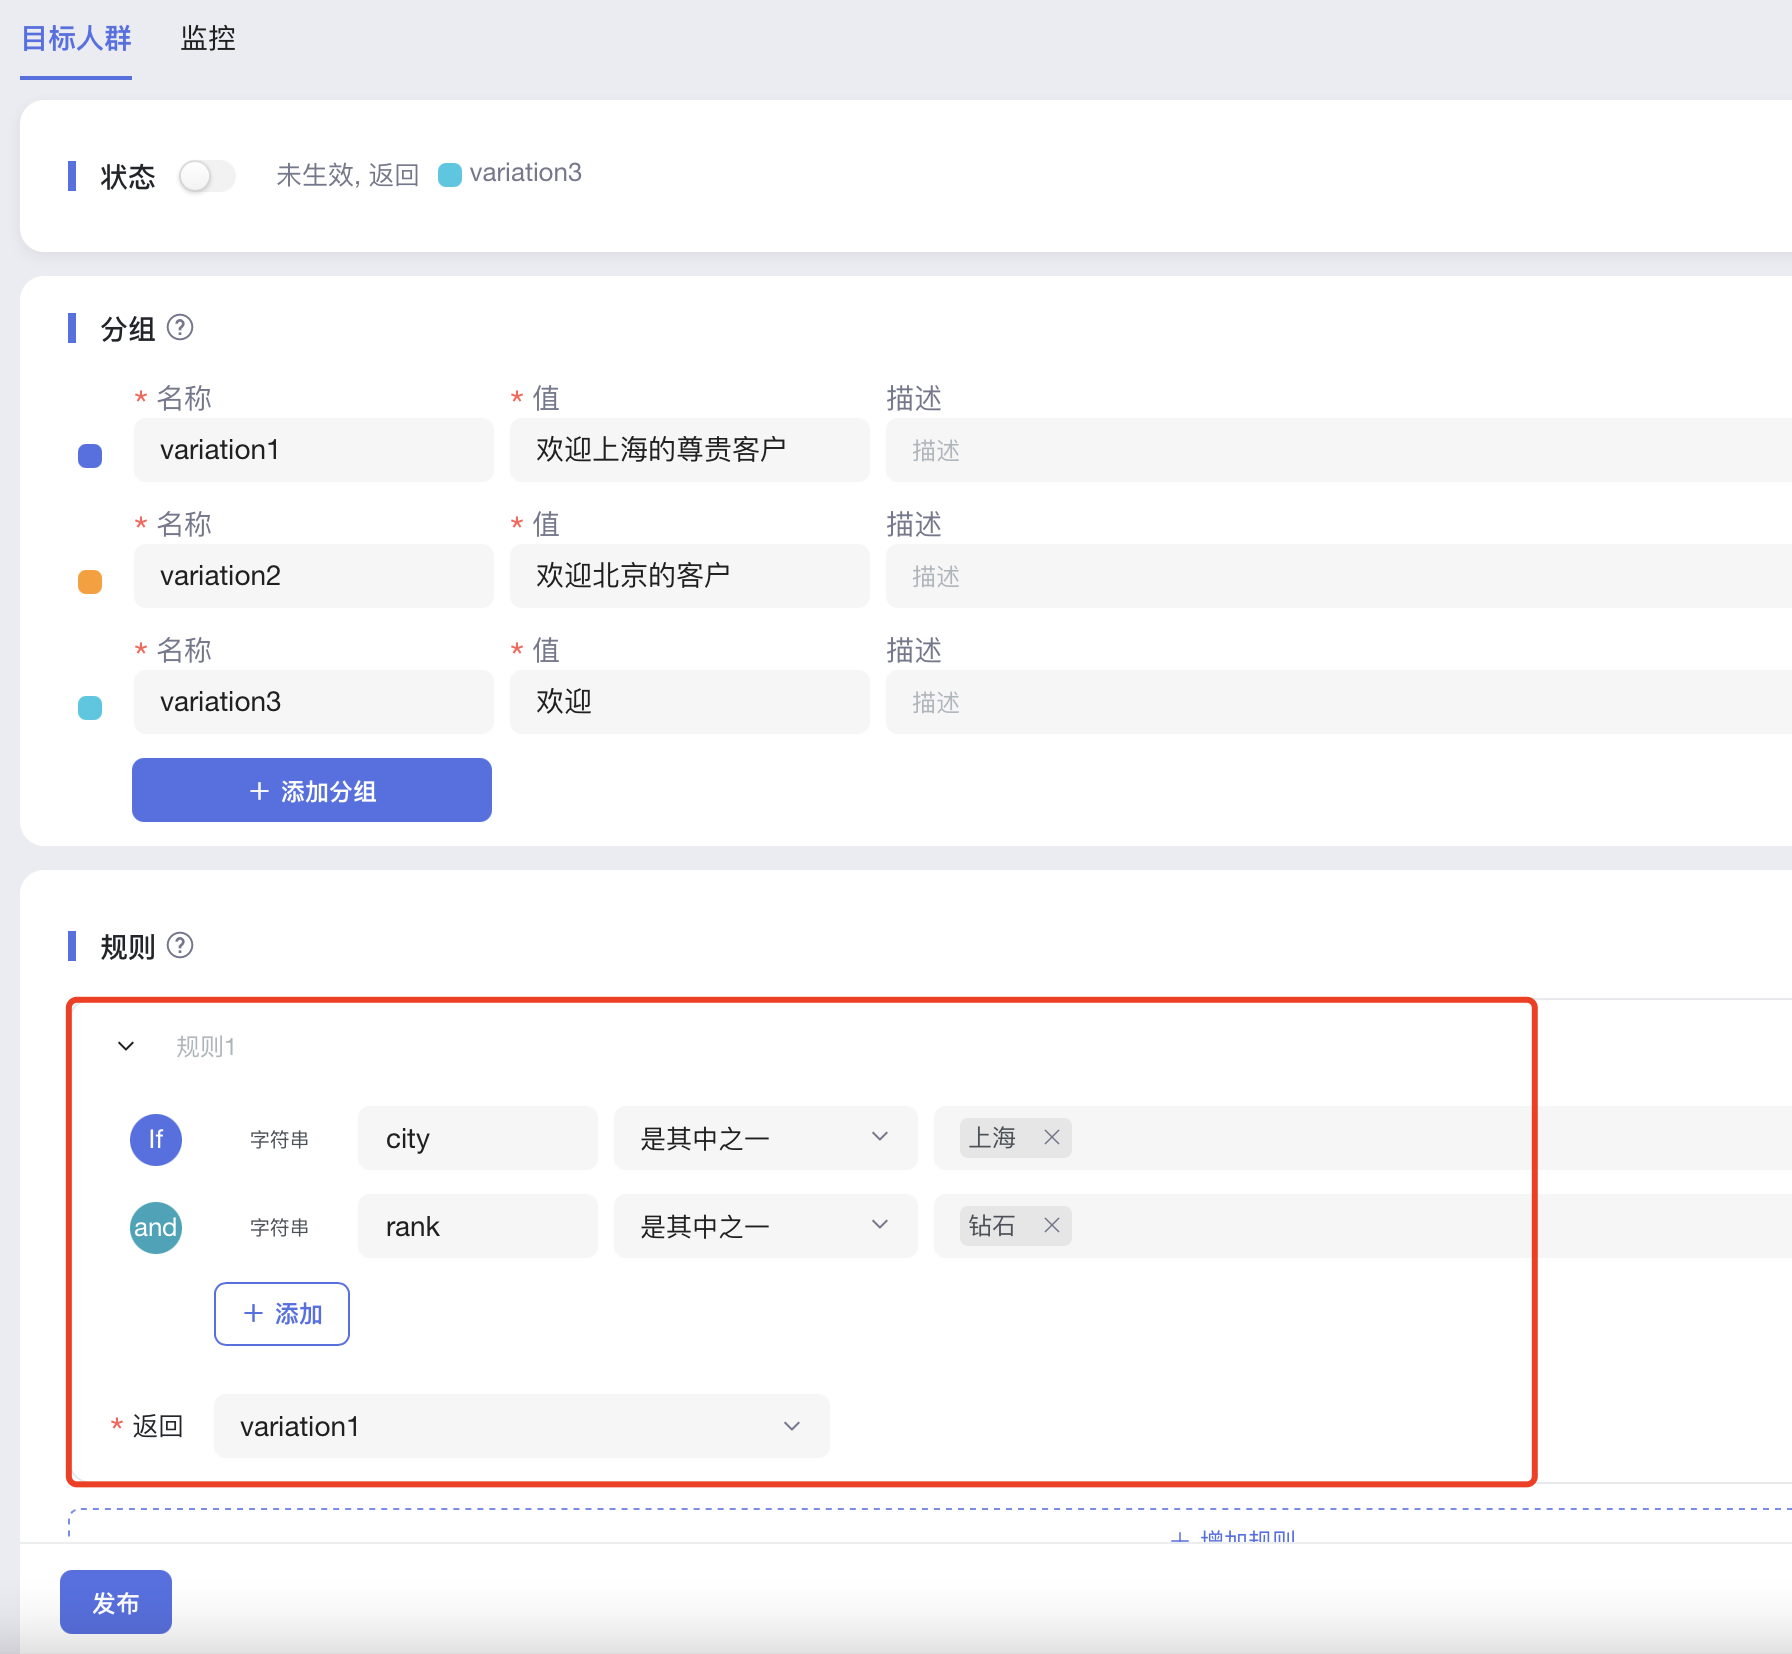 目标人群 监控
状态 未生效, 返回 variation3
分组 ?
* 名称 * 值 描述
variation1 欢迎上海的尊贵客户 描述
* 名称 * 值 描述
variation2 欢迎北京的客户 描述
* 名称 * 值 描述
variation3 欢迎 描述
+ 添加分组
规则 ?
规则1
If 字符串 city 是其中之一 上海 ×
and 字符串 rank 是其中之一 钻石 ×
+ 添加
* 返回 variation1
+ 增加规则
发布